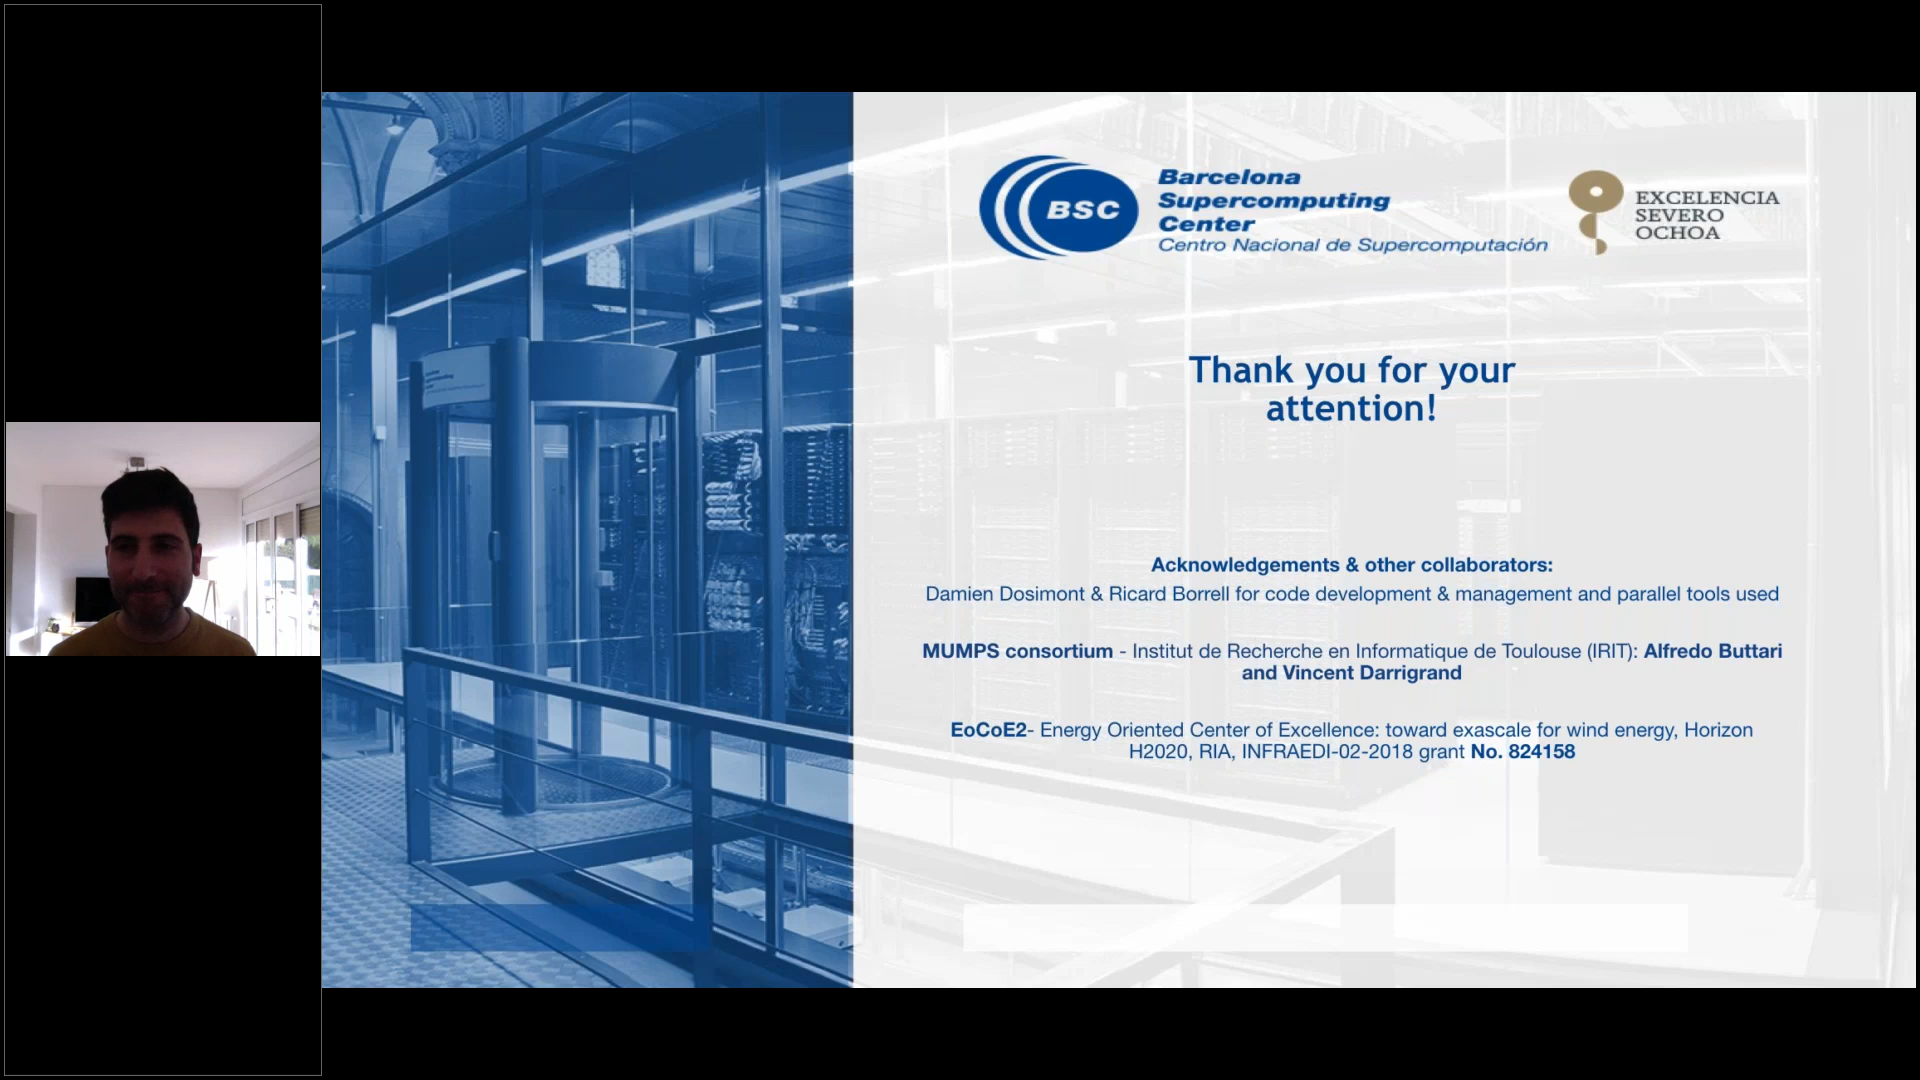 BSC
Barcelona
Supercomputing
Center
Centro Nacional de Supercomputación
EXCELENCIA
SEVERO
OCHOA
Thank you for your
attention!
Acknowledgements & other collaborators:
Damien Dosimont & Ricard Borrell for code development & management and parallel tools used
MUMPS consortium - Institut de Recherche en Informatique de Toulouse (IRIT): Alfredo Buttari
and Vincent Darrigrand
EoCoE2- Energy Oriented Center of Excellence: toward exascale for wind energy, Horizon
H2020, RIA, INFRAEDI-02-2018 grant No. 824158